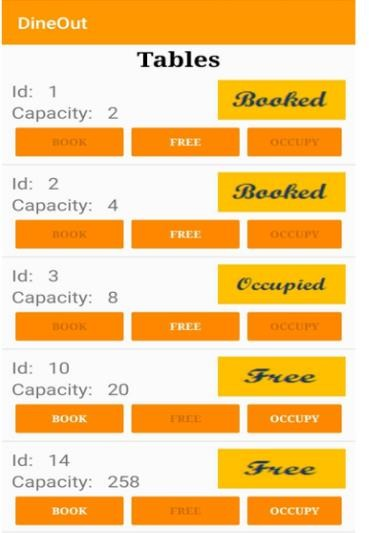 DineOut
Tables
Id: 1
Booked
Capacity: 2
BOOK FREE OCCUPY
Id: 2
Booked
Capacity: 4
BOOK FREE OCCUPY
Id: 3
Occupied
Capacity: 8
BOOK FREE OCCUPY
Id: 10
Free
Capacity: 20
BOOK FREE OCCUPY
Id: 14
Free
Capacity: 258
BOOK FREE OCCUPY